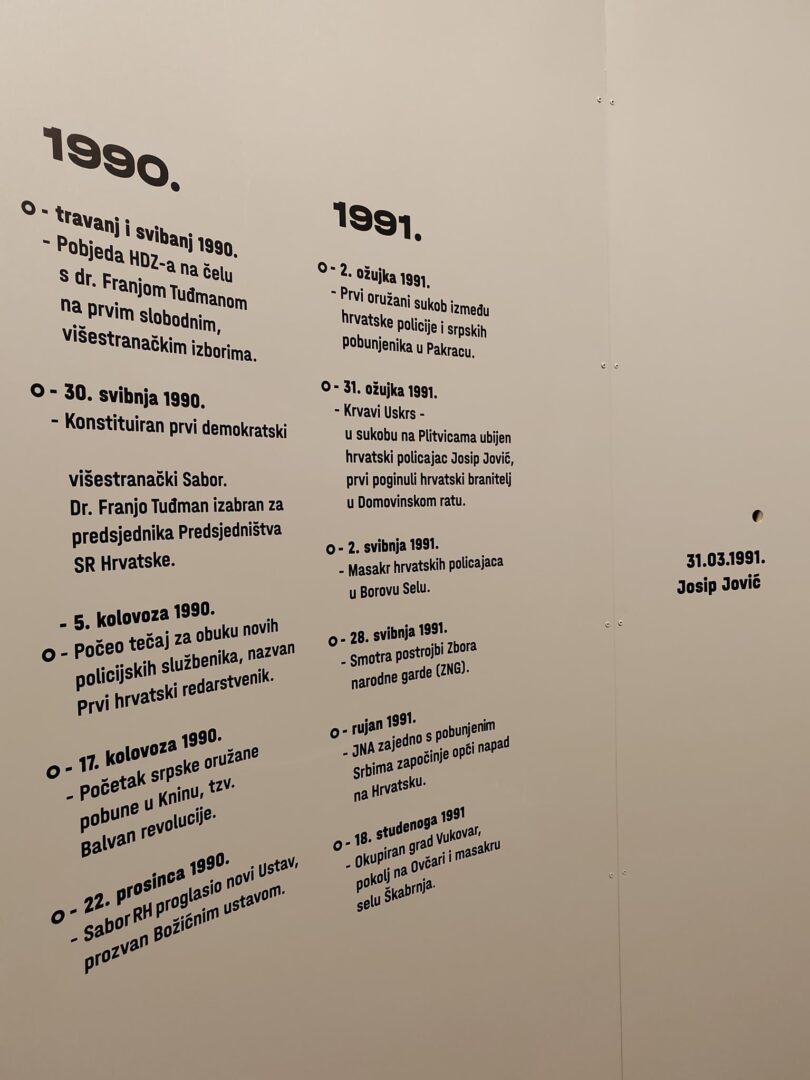 1990.
- travanj i svibanj 1990.
- Pobjeda HDZ-a na čelu
s dr. Franjom Tuđmanom
na prvim slobodnim,
višestranačkim izborima.
- 30. svibnja 1990.
- Konstituiran prvi demokratski
višestranački Sabor.
Dr. Franjo Tuđman izabran za
predsjednika Predsjedništva
SR Hrvatske.
- 5. kolovoza 1990.
- Počeo tečaj za obuku novih
policijskih službenika, nazvan
Prvi hrvatski redarstvenik.
- 17. kolovoza 1990.
- Početak srpske oružane
pobune u Kninu, tzv.
Balvan revolucije.
- 22. prosinca 1990.
- Sabor RH proglasio novi Ustav,
prozvan Božićnim ustavom.
1991.
- 2. ožujka 1991.
- Prvi oružani sukob između
hrvatske policije i srpskih
pobunjenika u Pakracu.
- 31. ožujka 1991.
- Krvavi Uskrs -
u sukobu na Plitvicama ubijen
hrvatski policajac Josip Jović,
prvi poginuli hrvatski branitelj
u Domovinskom ratu.
- 2. svibnja 1991.
- Masakr hrvatskih policajaca
u Borovu Selu.
- 28. svibnja 1991.
- Smotra postrojbi Zbora
narodne garde (ZNG).
- rujan 1991.
- JNA zajedno s pobunjenim
Srbima započinje opći napad
na Hrvatsku.
- 18. studenoga 1991
- Okupiran grad Vukovar,
pokolj na Ovčari i masakru
selu Škabrnja.
31.03.1991.
Josip Jović